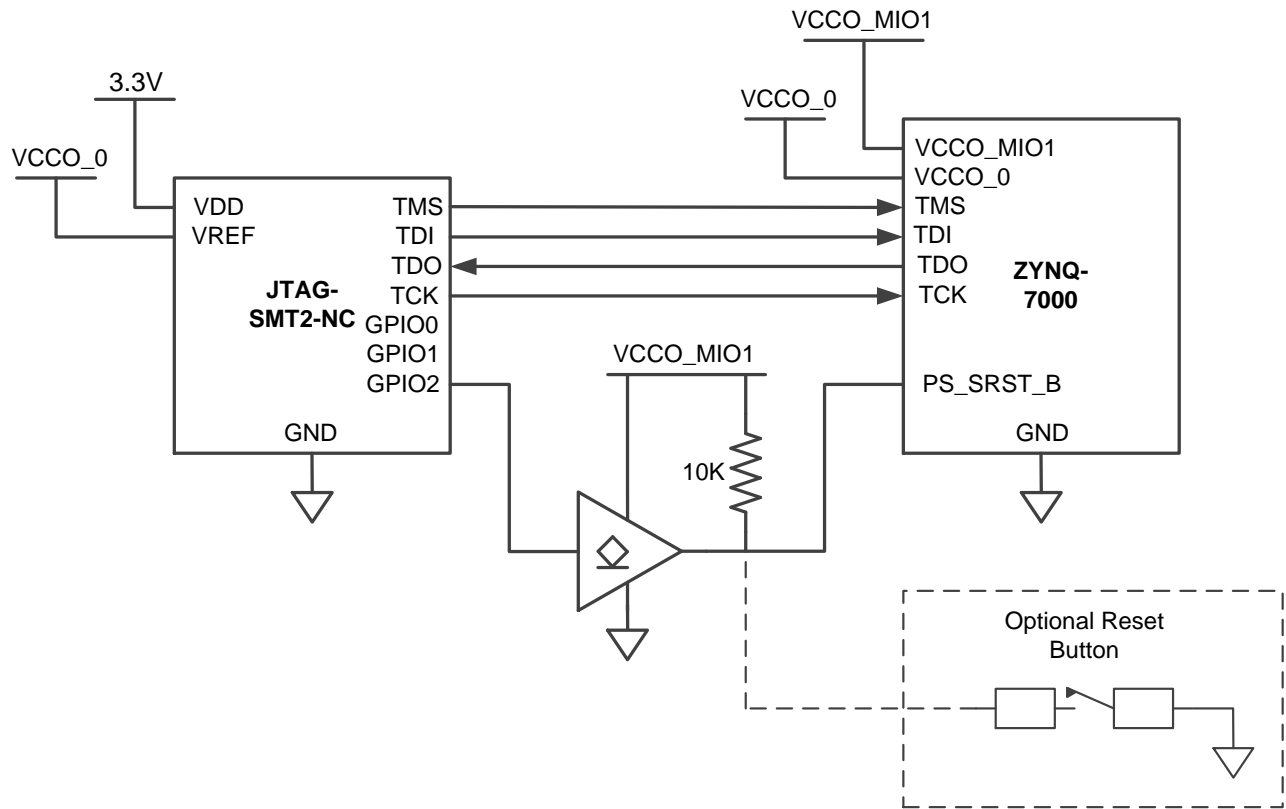 VCCO_MIO1
3.3V
VCCO_0
VCCO_0
VDD
VREF
TMS
TDI
TDO
TCK
GPIO0
GPIO1
GPIO2
JTAG-
SMT2-NC
GND
VCCO_MIO1
VCCO_0
TMS
TDI
TDO
TCK
ZYNQ-
7000
PS_SRST_B
GND
VCCO_MIO1
10K
Optional Reset
Button